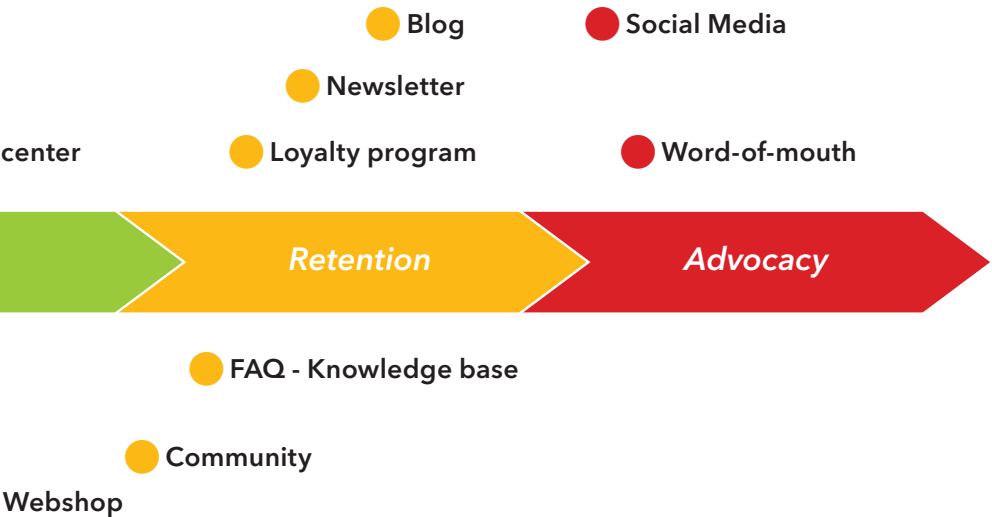 Blog
Social Media
Newsletter
center
Loyalty program
Word-of-mouth
Retention
Advocacy
FAQ - Knowledge base
Community
Webshop